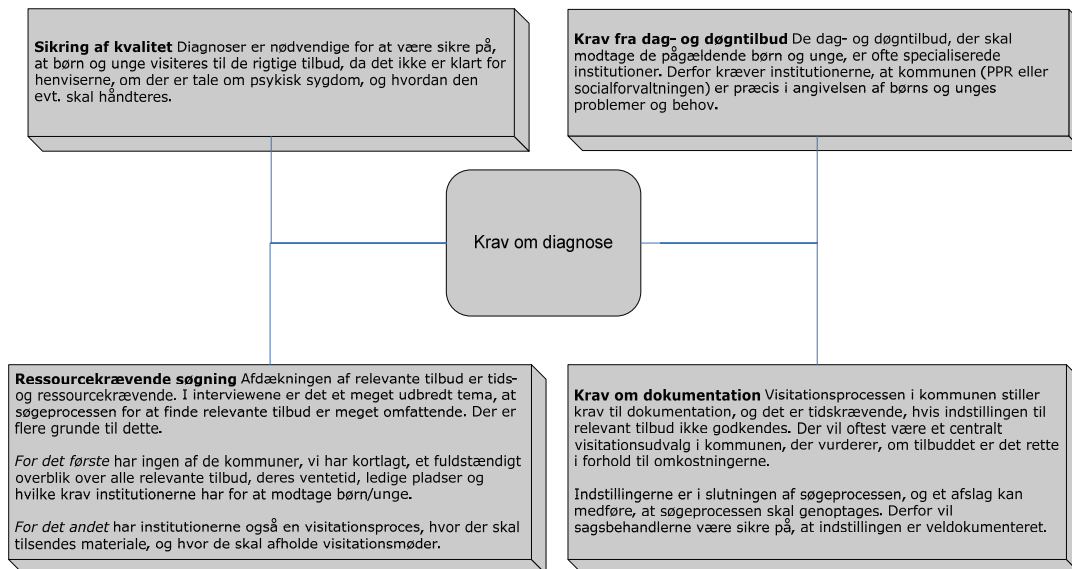 Sikring af kvalitet Diagnoser er nødvendige for at være sikre på,
at børn og unge visiteres til de rigtige tilbud, da det ikke er klart for
henviserne, om der er tale om psykisk sygdom, og hvordan den
evt. skal håndteres.
Krav fra dag- og døgntilbud De dag- og døgntilbud, der skal
modtage de pågældende børn og unge, er ofte specialiserede
institutioner. Derfor kræver institutionerne, at kommunen (PPR eller
socialforvaltningen) er præcis i angivelsen af børns og unges
problemer og behov.
Krav om diagnose
Ressourcekrævende søgning Afdækningen af relevante tilbud er tids-
og ressourcekrævende. I interviewene er det et meget udbredt tema, at
søgeprocessen for at finde relevante tilbud er meget omfattende. Der er
flere grunde til dette.
For det første har ingen af de kommuner, vi har kortlagt, et fuldstændigt
overblik over alle relevante tilbud, deres ventetid, ledige pladser og
hvilke krav institutionerne har for at modtage børn/unge.
For det andet har institutionerne også en visitationsproces, hvor der skal
tilsendes materiale, og hvor de skal afholde visitationsmøder.
Krav om dokumentation Visitationsprocessen i kommunen stiller
krav til dokumentation, og det er tidskrævende, hvis indstillingen til
relevant tilbud ikke godkendes. Der vil oftest være et centralt
visitationsudvalg i kommunen, der vurderer, om tilbuddet er det rette
i forhold til omkostningerne.
Indstillingerne er i slutningen af søgeprocessen, og et afslag kan
medføre, at søgeprocessen skal genoptages. Derfor vil
sagsbehandlerne være sikre på, at indstillingen er veldokumenteret.